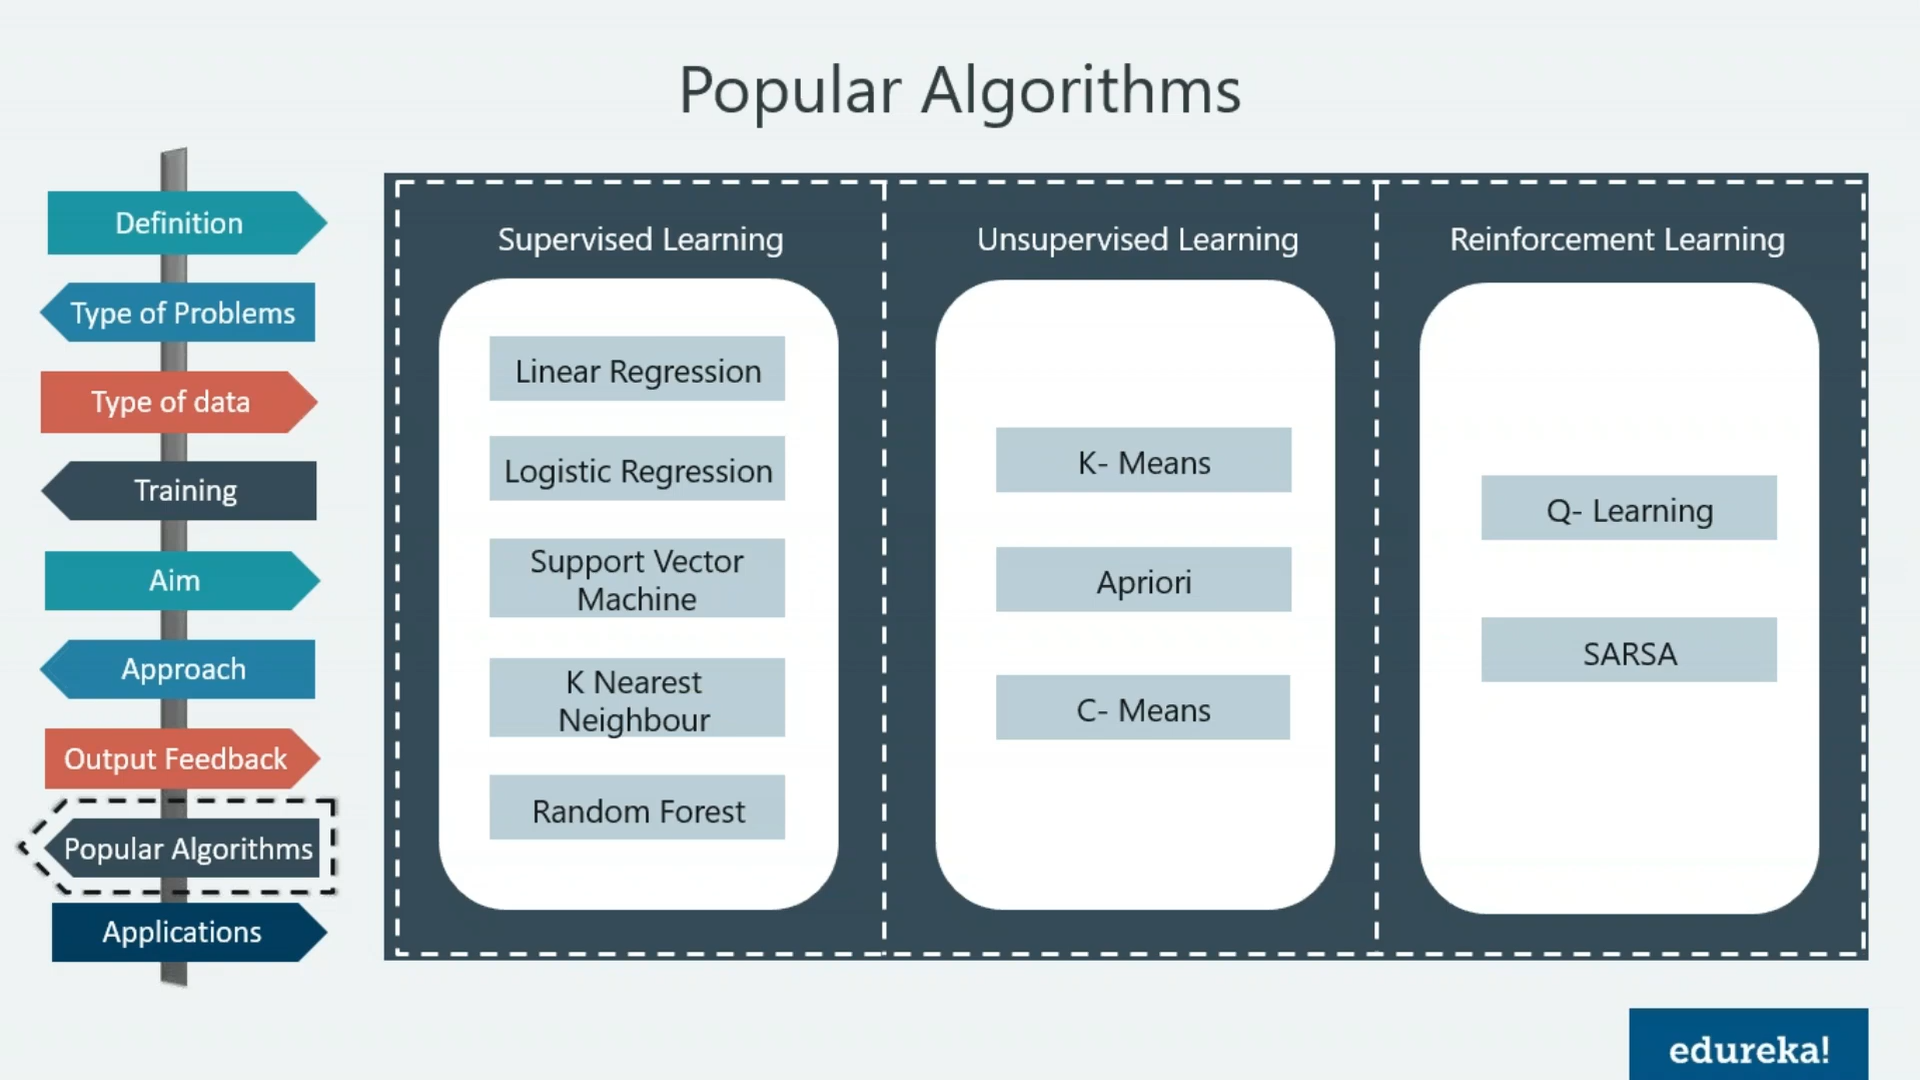 Popular Algorithms
Definition
Type of Problems
Type of data
Training
Aim
Approach
Output Feedback
Popular Algorithms
Applications
Supervised Learning
Linear Regression
Logistic Regression
Support Vector
Machine
K Nearest
Neighbour
Random Forest
Unsupervised Learning
K- Means
Apriori
C- Means
Reinforcement Learning
Q- Learning
SARSA
edureka!